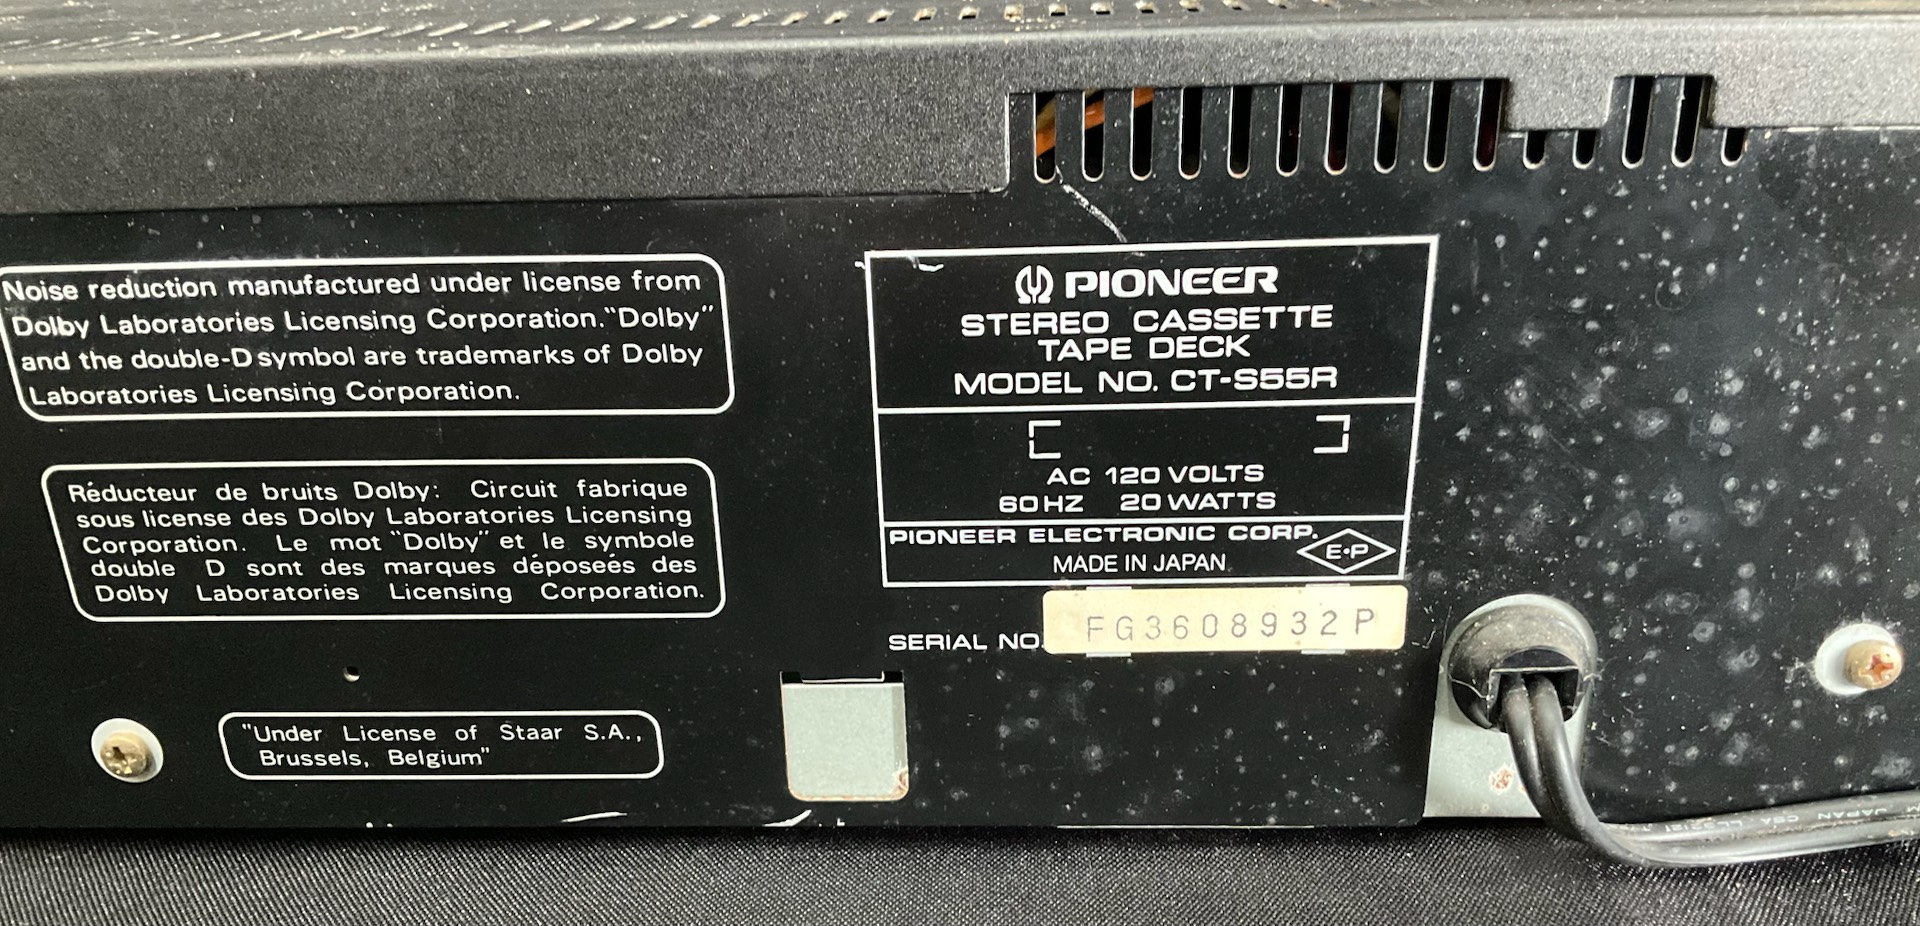 Noise reduction manufactured under license from
Dolby Laboratories Licensing Corporation."Dolby"
and the double-D symbol are trademarks of Dolby
Laboratories Licensing Corporation.
Réducteur de bruits Dolby: Circuit fabrique
sous license des Dolby Laboratories Licensing
Corporation. Le mot "Dolby" et le symbole
double D sont des marques déposeés des
Dolby Laboratories Licensing Corporation.
"Under License of Staar S.A.,
Brussels, Belgium"
PIONEER
STEREO CASSETTE
TAPE DECK
MODEL NO. CT-S55R
AC 120 VOLTS
60HZ 20 WATTS
PIONEER ELECTRONIC CORP.
MADE IN JAPAN
E·P
SERIAL NO. FG3608932P
JAPAN CSA